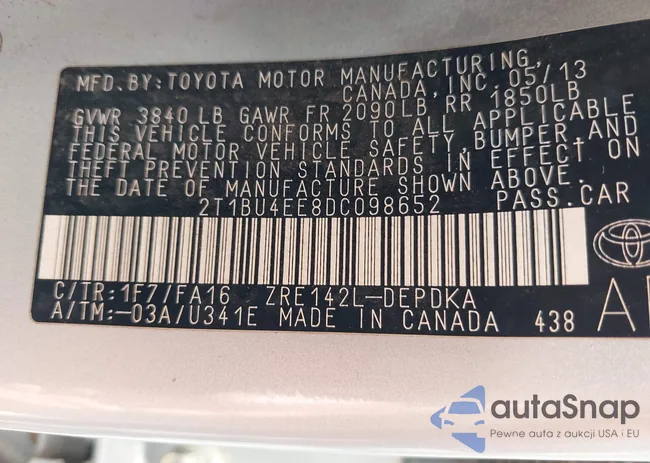 MFD. BY: TOYOTA MOTOR MANUFACTURING,
CANADA, INC. 05/13
GVWR 3840 LB GAWR FR 2090LB RR 1850LB
THIS VEHICLE CONFORMS TO ALL APPLICABLE
FEDERAL MOTOR VEHICLE SAFETY, BUMPER, AND
THEFT PREVENTION STANDARDS IN EFFECT ON
THE DATE OF MANUFACTURE SHOWN ABOVE.
2T1BU4EE8DC098652 PASS. CAR
C/TR: 1F7/FA16 ZRE142L-DEPDKA
A/TM: -03A/U341E MADE IN CANADA 438
autaSnap
Pewne auta z aukcji USA i EU